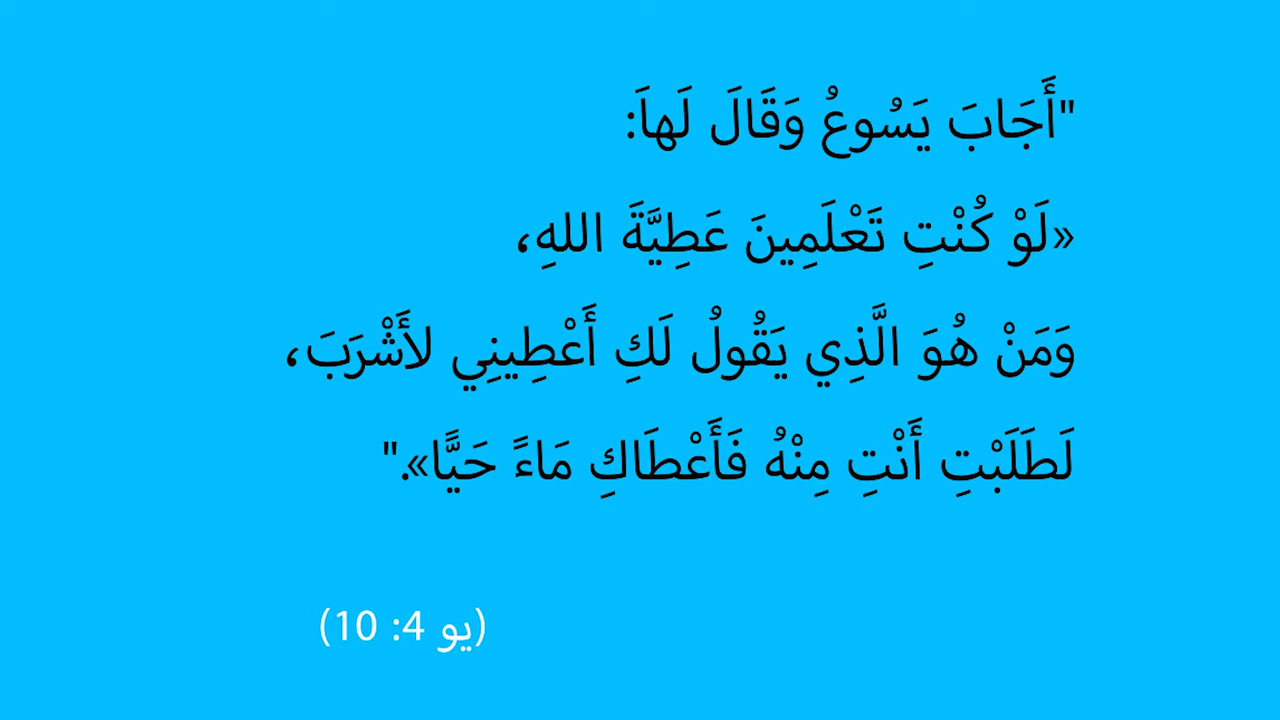 "أَجَابَ يَسُوعُ وَقَالَ لَهاَ:
«لَوْ كُنْتِ تَعْلَمِينَ عَطِيَّةَ اللهِ،
وَمَنْ هُوَ الَّذِي يَقُولُ لَكِ أَعْطِينِي لأَشْرَبَ،
لَطَلَبْتِ أَنْتِ مِنْهُ فَأَعْطَاكِ مَاءً حَيًّا»."
(يو 4: 10)